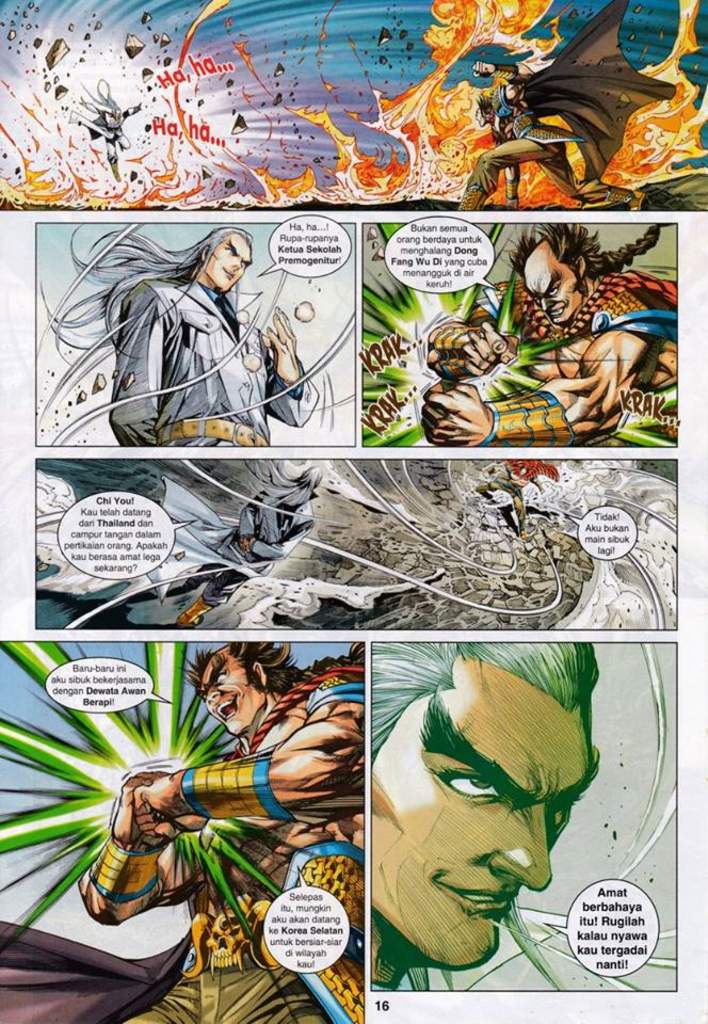 Ha, ha...
Ha, ha...
Ha, ha...!
Rupa-rupanya
Ketua Sekolah
Premogenitur!
Bukan semua
orang berdaya untuk
menghalang Dong
Fang Wu Di yang cuba
menangguk di air
keruh!
KRAK...
KRAK...
KRAK...
Chi You!
Kau telah datang
dari Thailand dan
campur tangan dalam
pertikaian orang. Apakah
kau berasa amat lega
sekarang?
Tidak!
Aku bukan
main sibuk
lagi!
Baru-baru ini
aku sibuk bekerjasama
dengan Dewata Awan
Berapi!
Selepas
itu, mungkin
aku akan datang
ke Korea Selatan
untuk bersiar-siar
di wilayah
kau!
Amat
berbahaya
itu! Rugilah
kalau nyawa
kau tergadai
nanti!
16